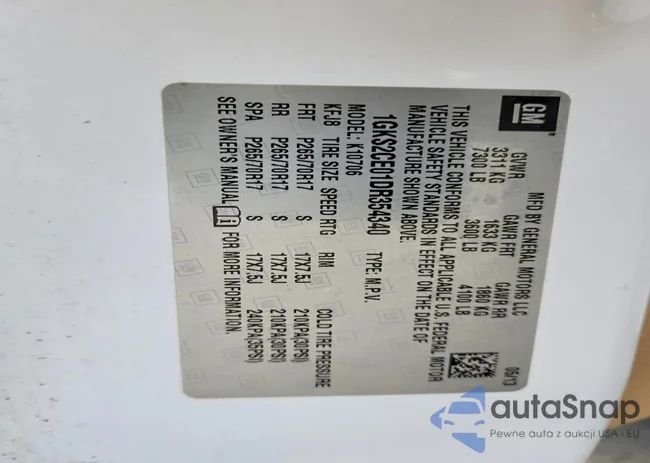 GM
MFD BY GENERAL MOTORS LLC
05/13
GVWR GAWR FRT GAWR RR
3311 KG 1633 KG 1860 KG
7300 LB 3600 LB 4100 LB
THIS VEHICLE CONFORMS TO ALL APPLICABLE U.S. FEDERAL MOTOR
VEHICLE SAFETY STANDARDS IN EFFECT ON THE DATE OF
MANUFACTURE SHOWN ABOVE.
1GKS2CE01DR354340 TYPE: M.P.V.
MODEL: K10706
KFJ8 TIRE SIZE SPEED RTG RIM COLD TIRE PRESSURE
FRT P265/70R17 S 17X7.5J 210KPA(30PSI)
RR P265/70R17 S 17X7.5J 210KPA(30PSI)
SPA P265/70R17 S 17X7.5J 240KPA(35PSI)
SEE OWNER'S MANUAL FOR MORE INFORMATION.
autaSnap
Pewne auta z aukcji USA i EU